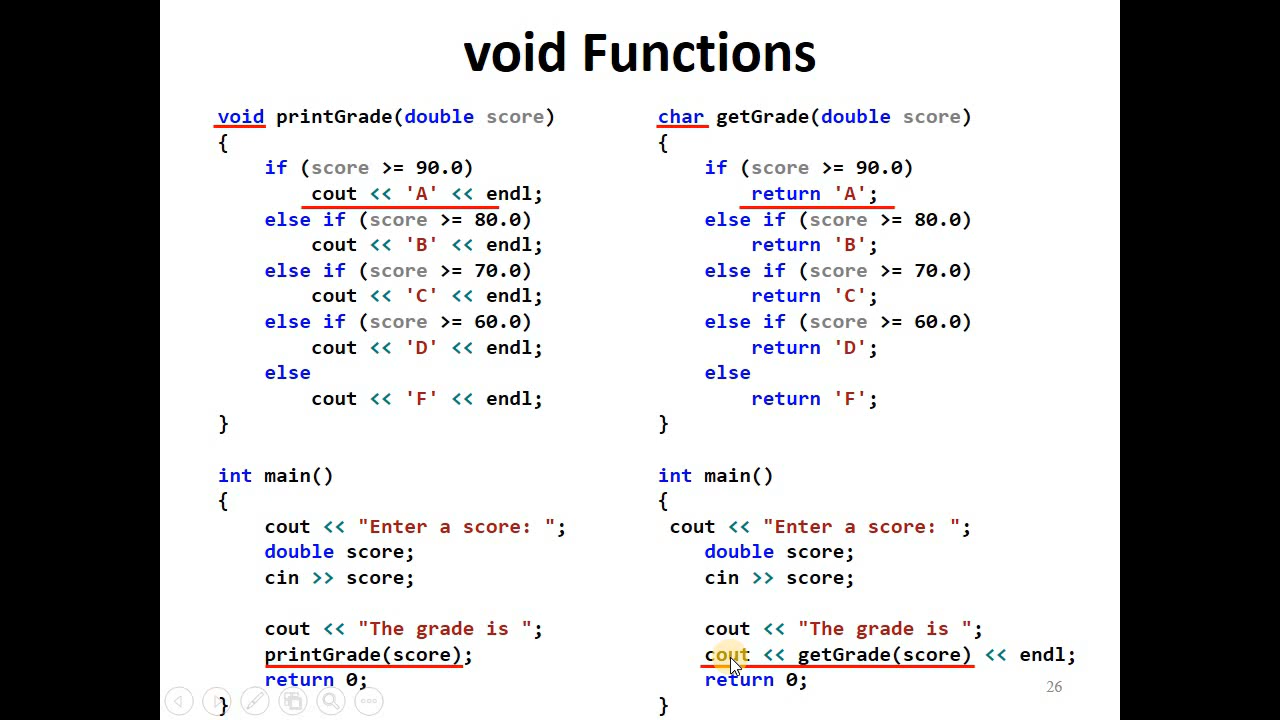 void Functions
void printGrade(double score)
{
if (score >= 90.0)
cout << 'A' << endl;
else if (score >= 80.0)
cout << 'B' << endl;
else if (score >= 70.0)
cout << 'C' << endl;
else if (score >= 60.0)
cout << 'D' << endl;
else
cout << 'F' << endl;
}
int main()
{
cout << "Enter a score: ";
double score;
cin >> score;
cout << "The grade is ";
printGrade(score);
return 0;
}
char getGrade(double score)
{
if (score >= 90.0)
return 'A';
else if (score >= 80.0)
return 'B';
else if (score >= 70.0)
return 'C';
else if (score >= 60.0)
return 'D';
else
return 'F';
}
int main()
{
cout << "Enter a score: ";
double score;
cin >> score;
cout << "The grade is ";
cout << getGrade(score) << endl;
return 0;
}
26